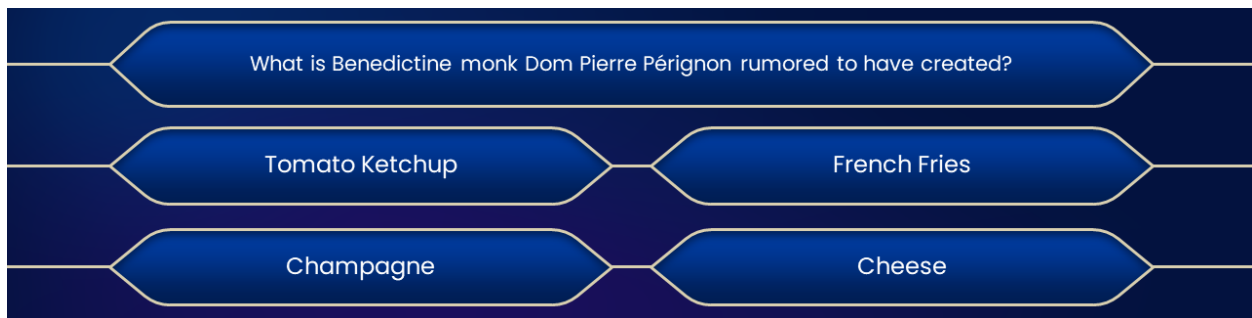 What is Benedictine monk Dom Pierre Pérignon rumored to have created?
Tomato Ketchup
French Fries
Champagne
Cheese